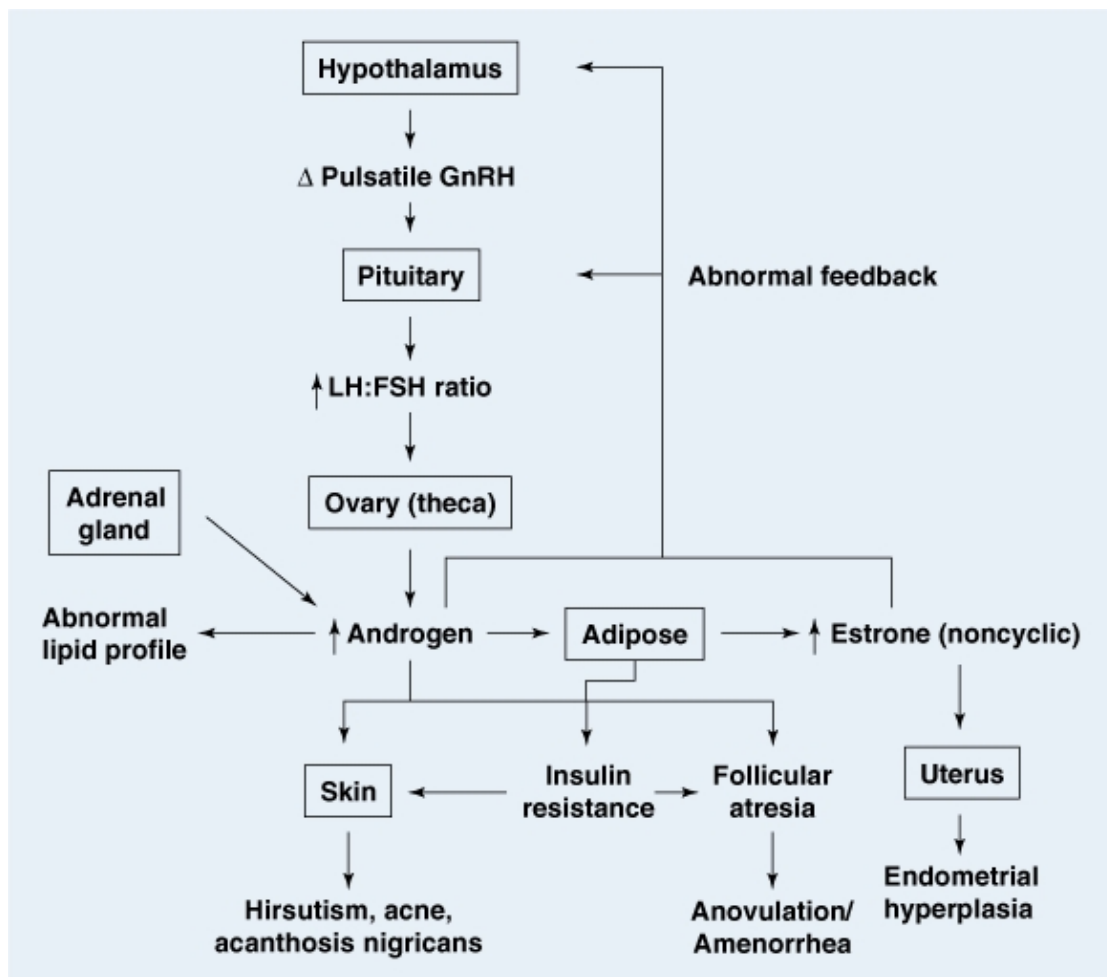 Hypothalamus
Δ Pulsatile GnRH
Pituitary
Abnormal feedback
↑ LH:FSH ratio
Ovary (theca)
Adrenal
gland
Abnormal
lipid profile
↑ Androgen
Adipose
↑ Estrone (noncyclic)
Skin
Insulin
resistance
Follicular
atresia
Uterus
Hirsutism, acne,
acanthosis nigricans
Anovulation/
Amenorrhea
Endometrial
hyperplasia